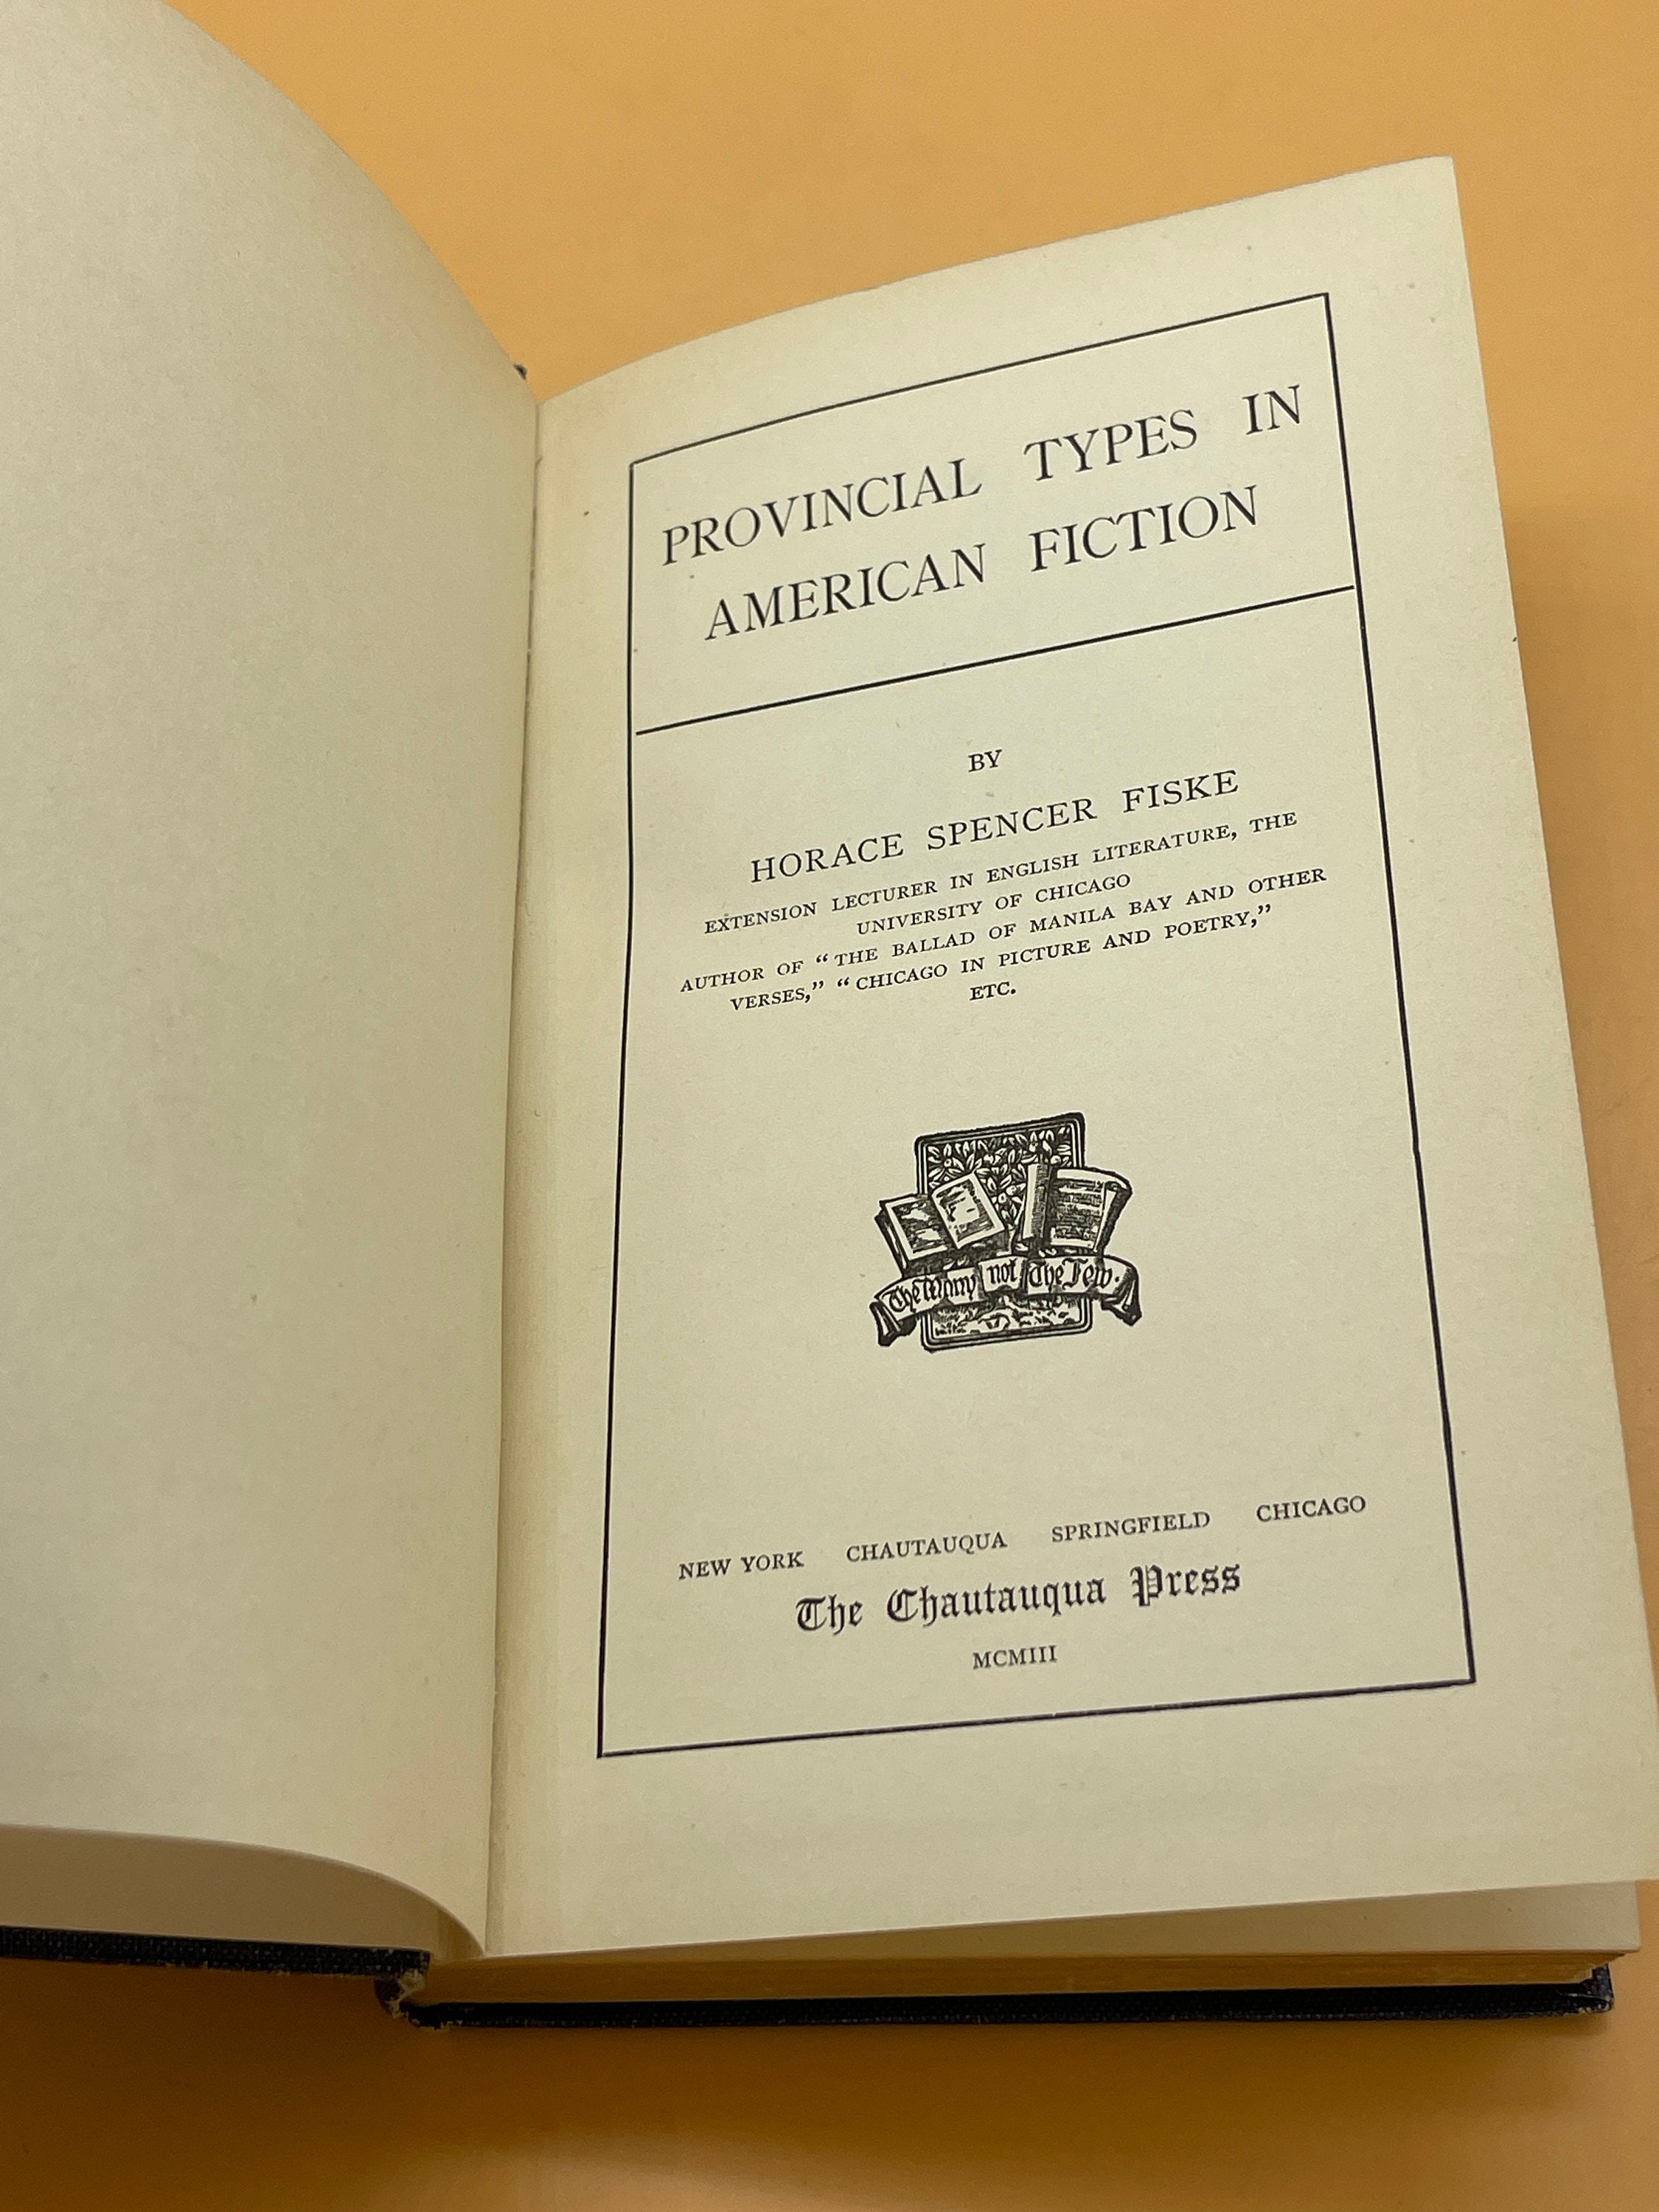 PROVINCIAL TYPES IN
AMERICAN FICTION
BY
HORACE SPENCER FISKE
EXTENSION LECTURER IN ENGLISH LITERATURE, THE
UNIVERSITY OF CHICAGO
AUTHOR OF “THE BALLAD OF MANILA BAY AND OTHER
VERSES,” “CHICAGO IN PICTURE AND POETRY,”
ETC.
The Many not The Few.
NEW YORK CHAUTAUQUA SPRINGFIELD CHICAGO
The Chautauqua Press
MCMIII